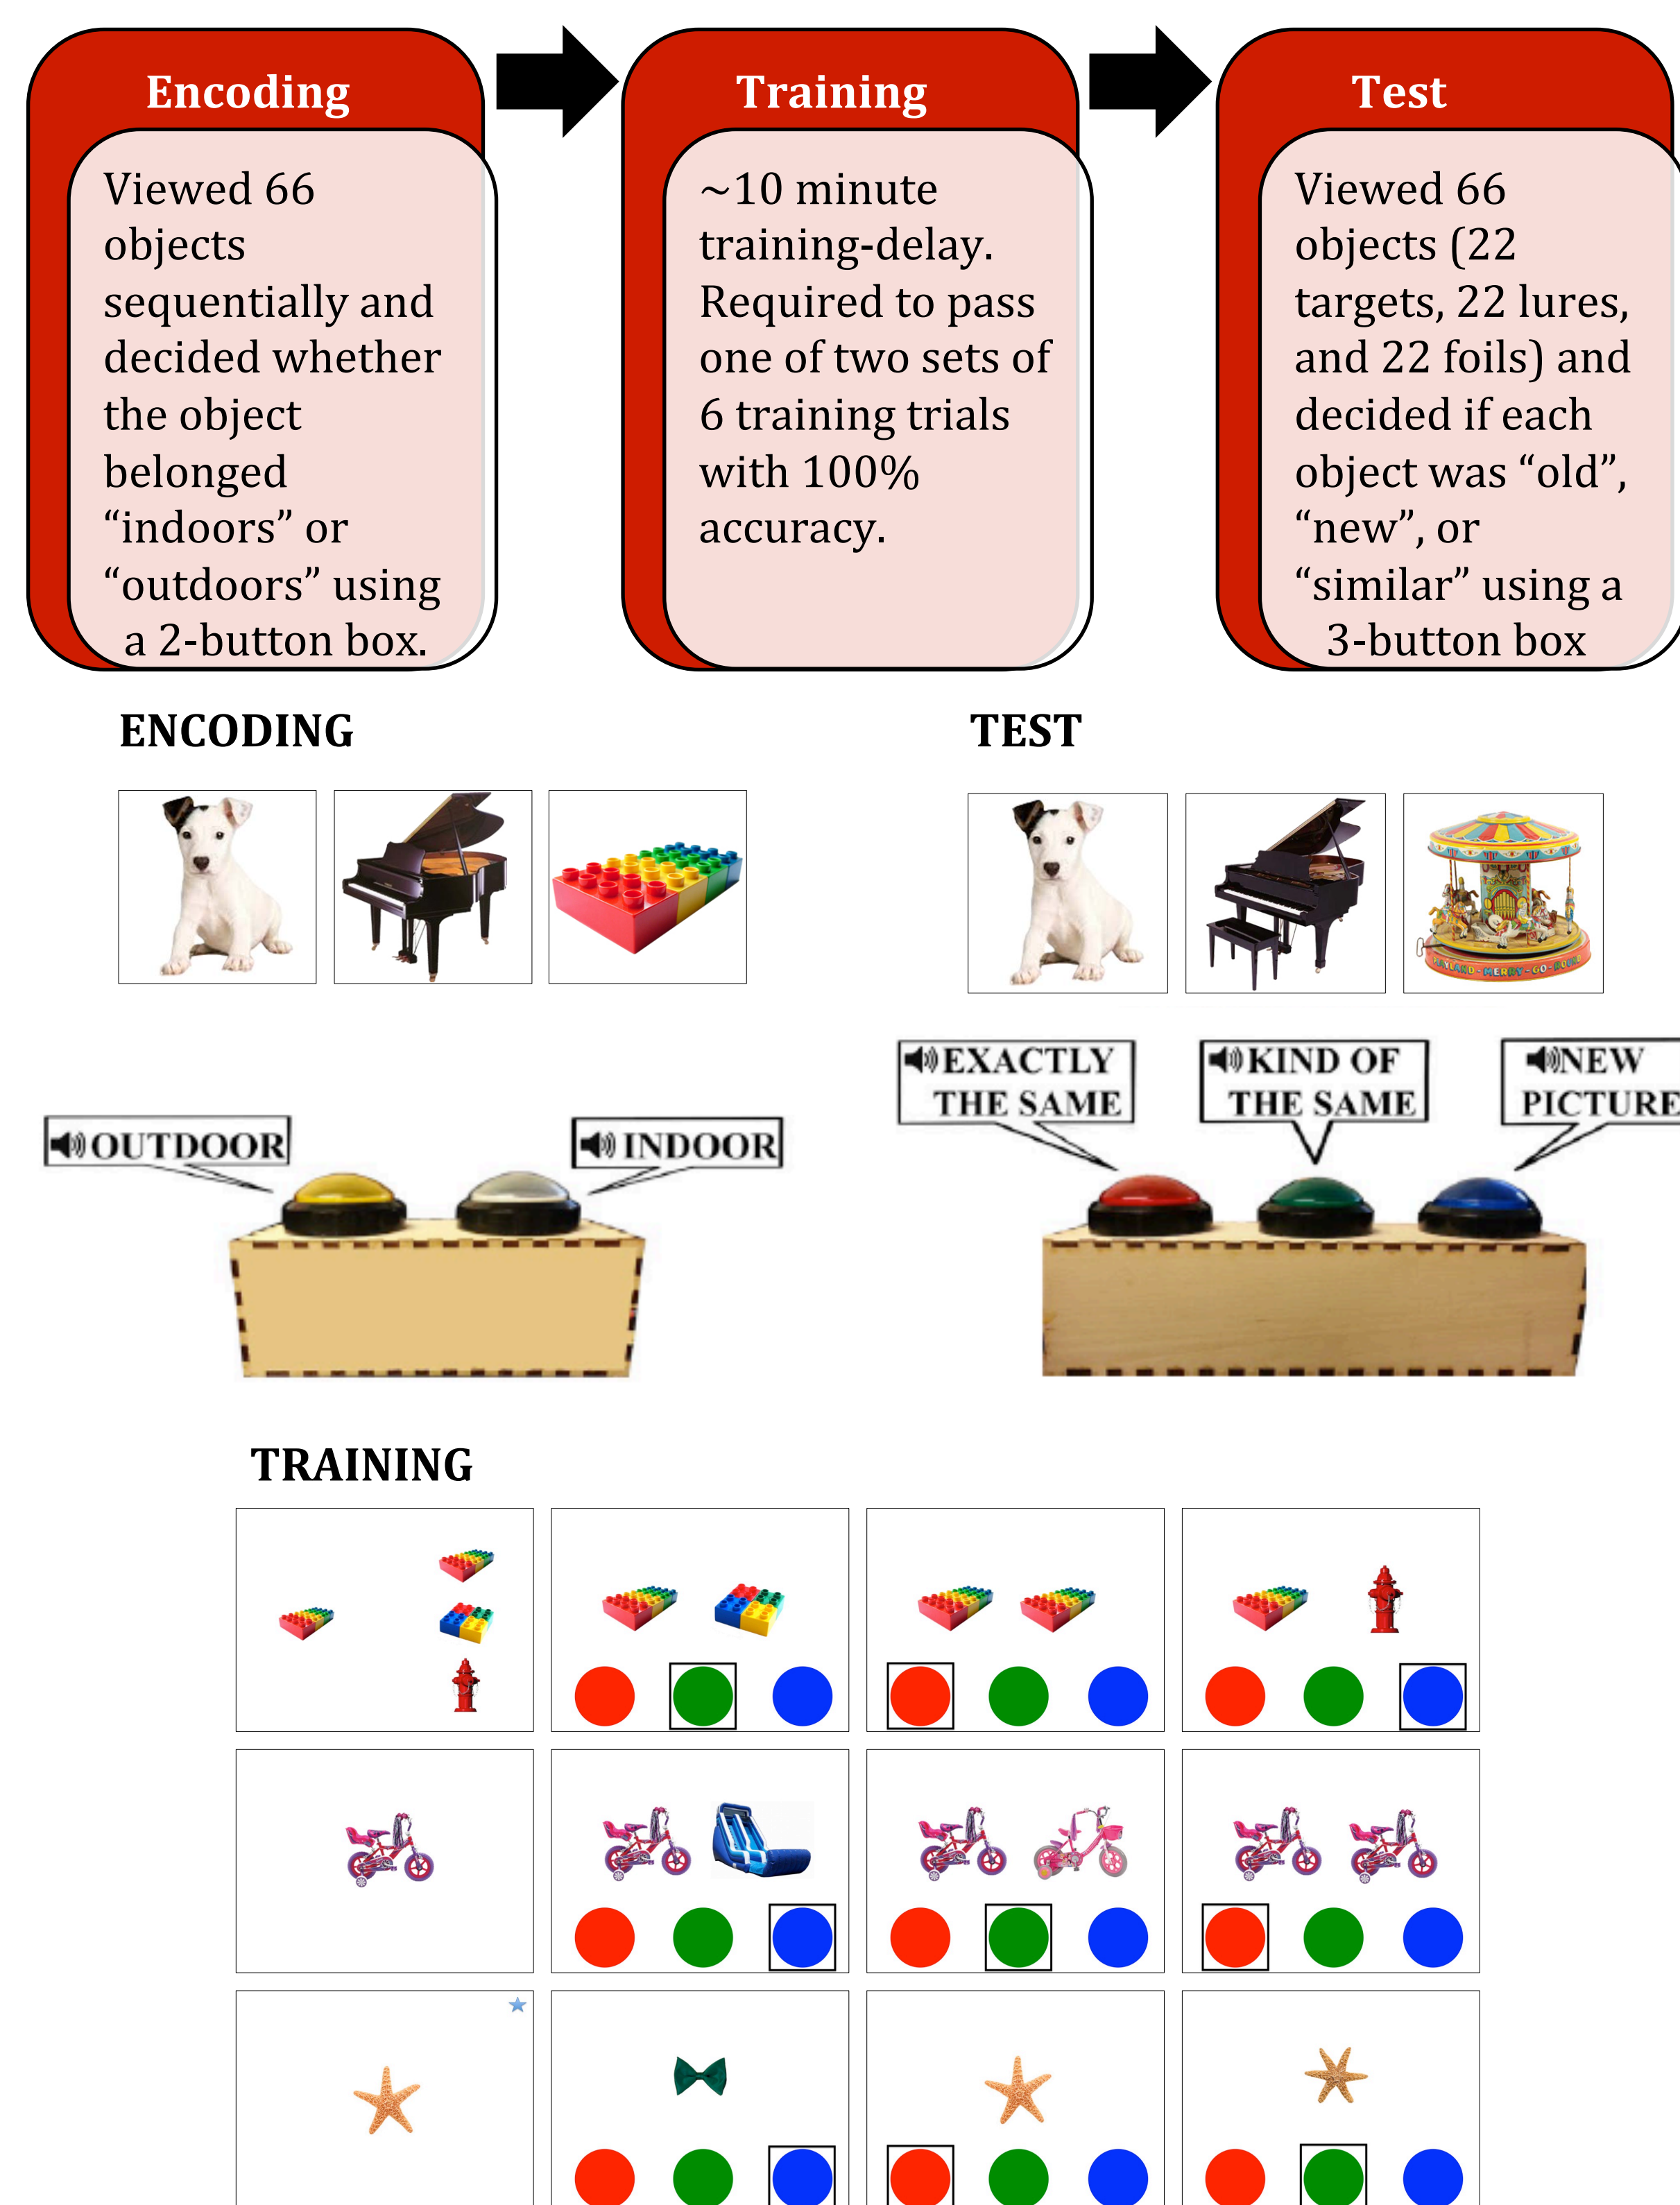 Encoding
Viewed 66
objects
sequentially and
decided whether
the object
belonged
“indoors” or
“outdoors” using
a 2-button box.
Training
~10 minute
training-delay.
Required to pass
one of two sets of
6 training trials
with 100%
accuracy.
Test
Viewed 66
objects (22
targets, 22 lures,
and 22 foils) and
decided if each
object was “old”,
“new”, or
“similar” using a
3-button box
ENCODING
TEST
MERRY-GO-ROUND
OUTDOOR
INDOOR
EXACTLY
THE SAME
KIND OF
THE SAME
NEW
PICTURE
TRAINING